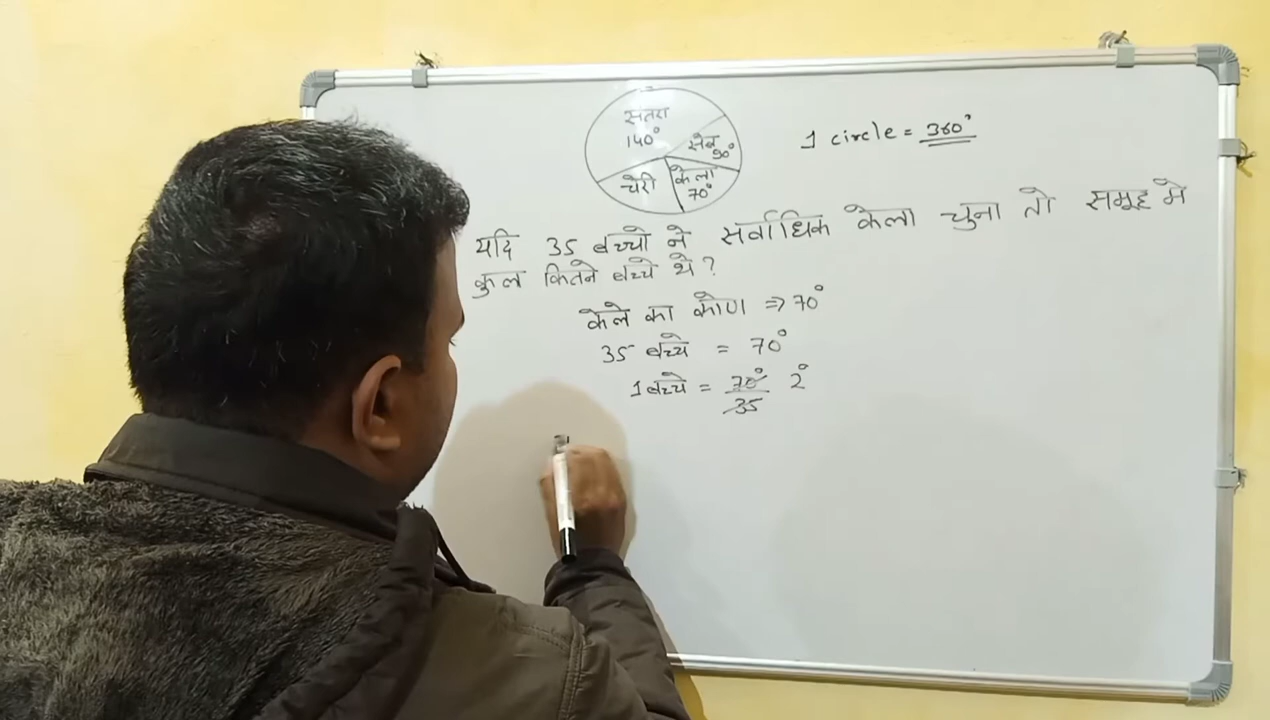 संतरा
140°
सेब
90°
चेरी
केला
70°
1 circle = 360°
यदि 35 बच्चो ने सर्वाधिक केला चुना तो समूह मे
कुल कितने बच्चे थे?
केले का कोण ⇒ 70°
35 बच्चे = 70°
1 बच्चे = 70°/35 2°